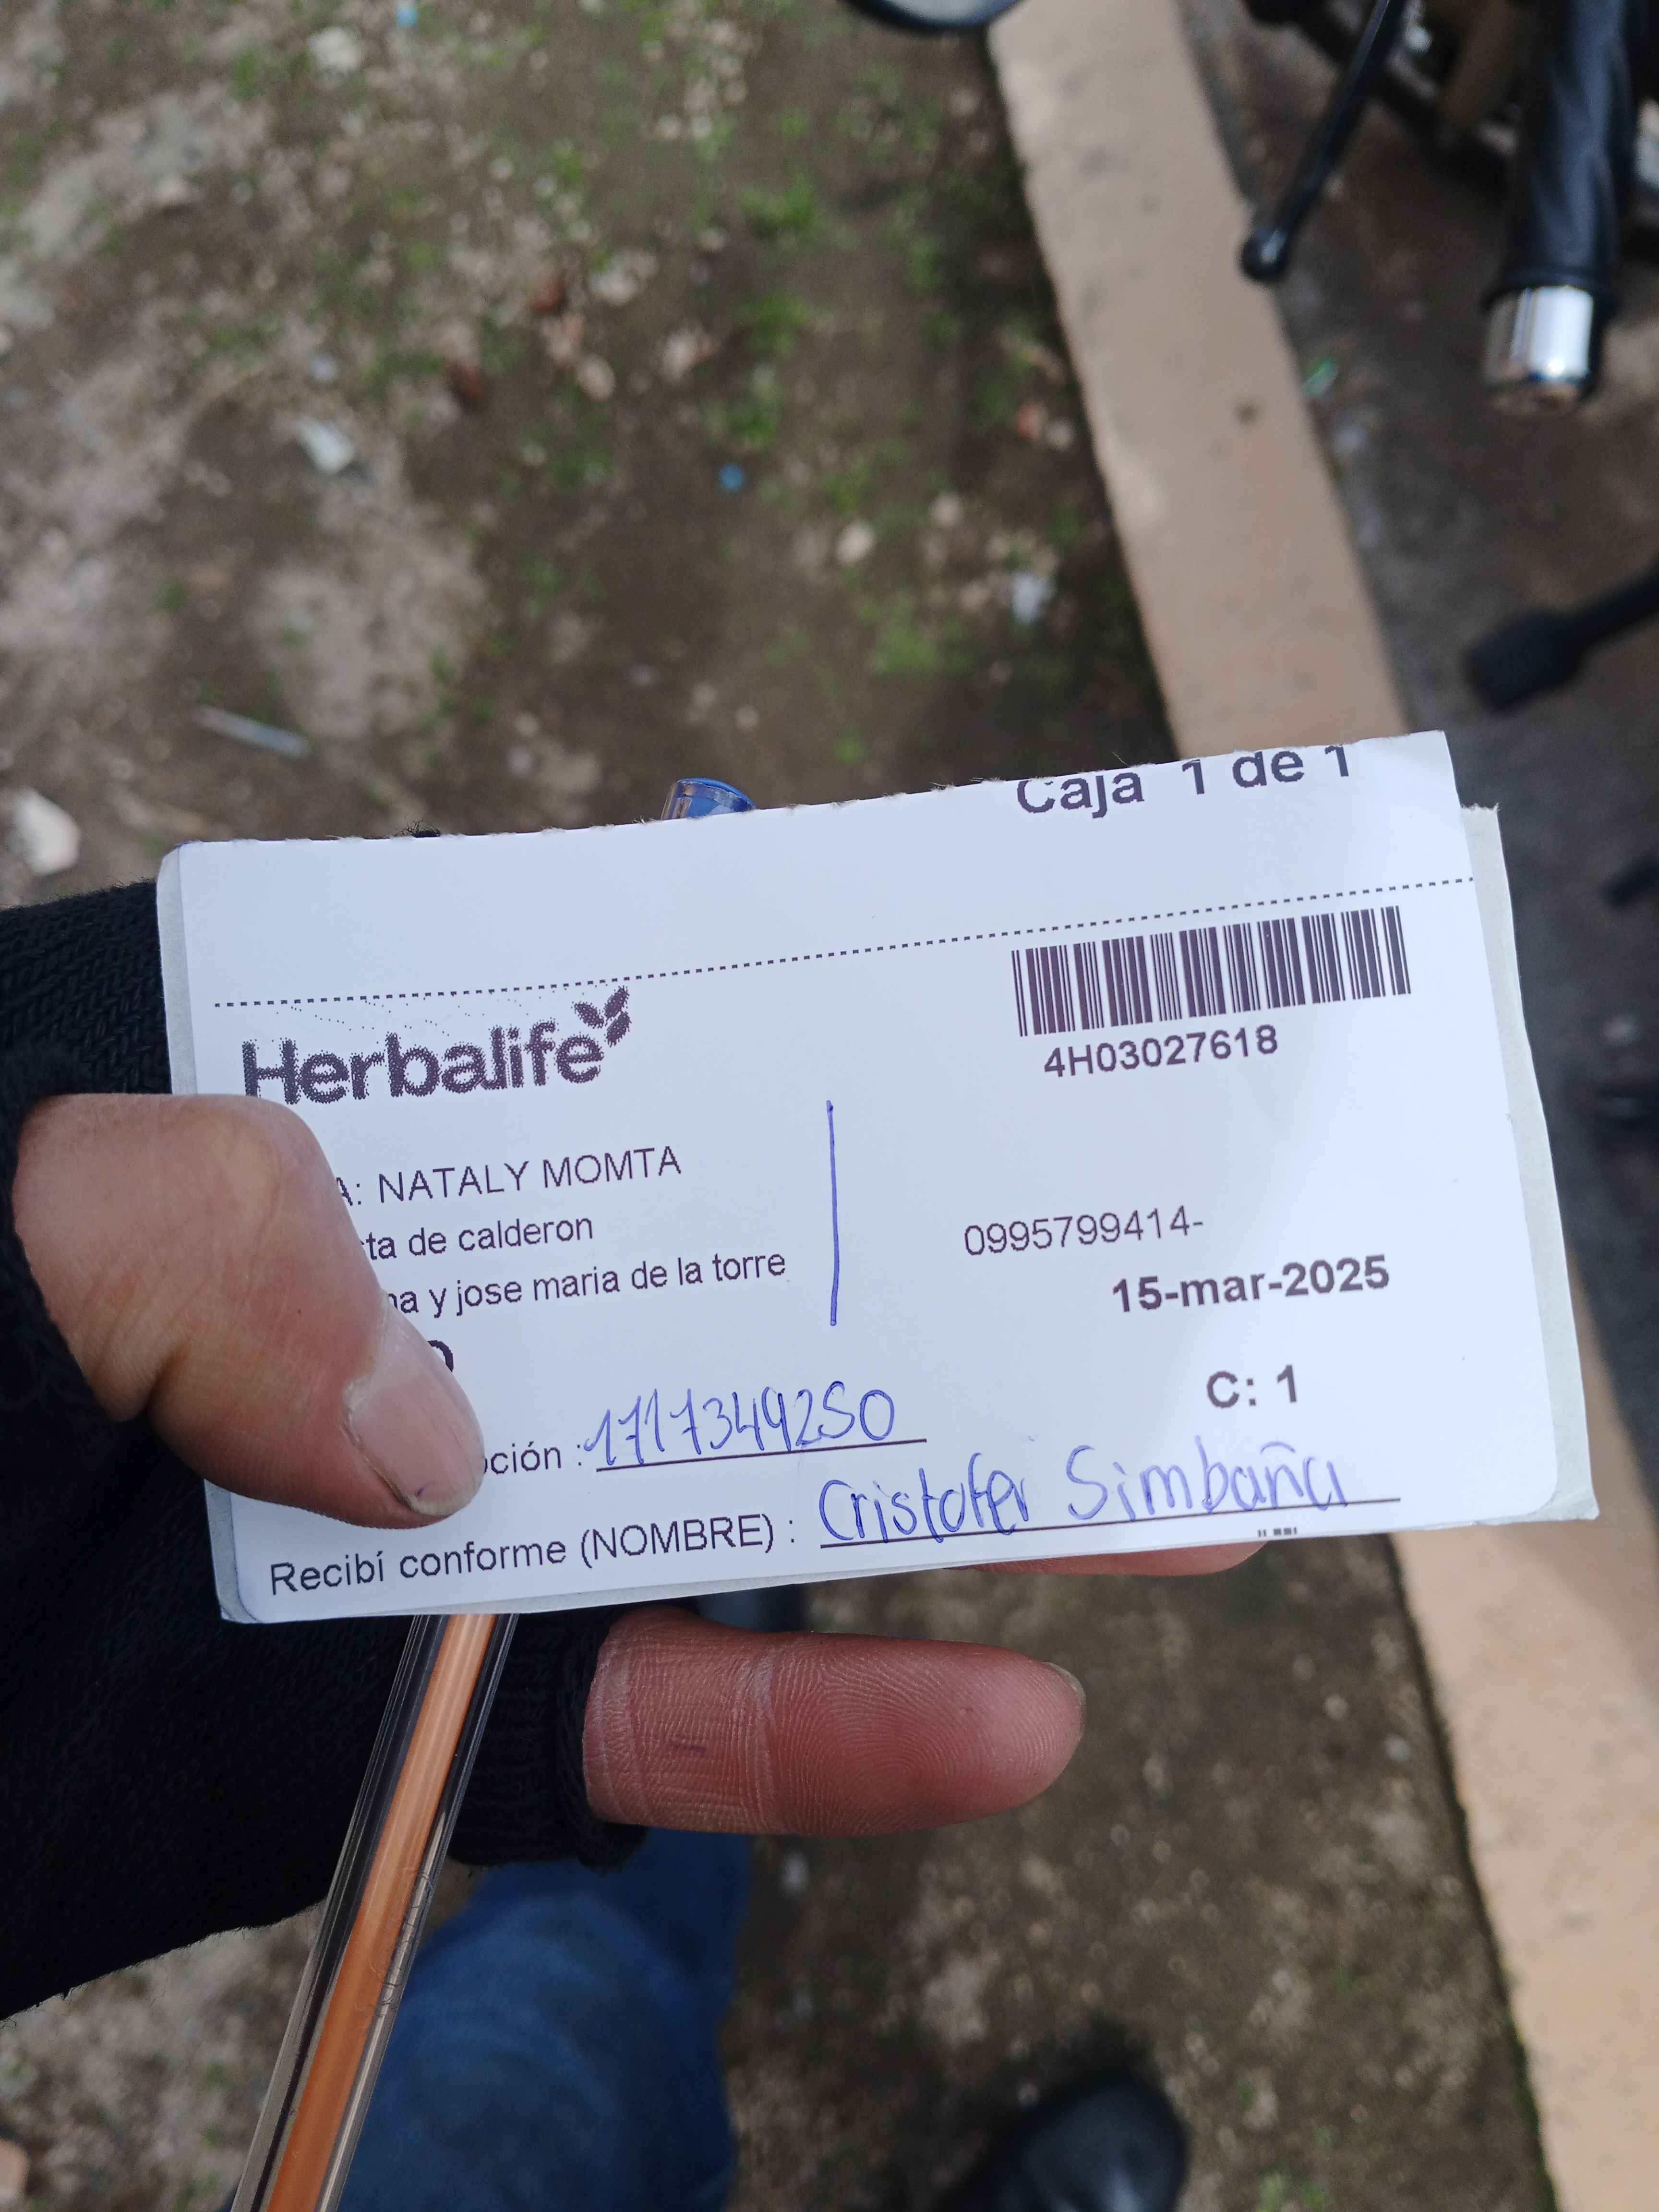 Caja 1 de 1
Herbalife
4H03027618
A: NATALY MOMTA
ta de calderon
0995799414-
na y jose maria de la torre
15-mar-2025
C: 1
ción : 1717349250
Recibí conforme (NOMBRE) : Cristofer Simbaña